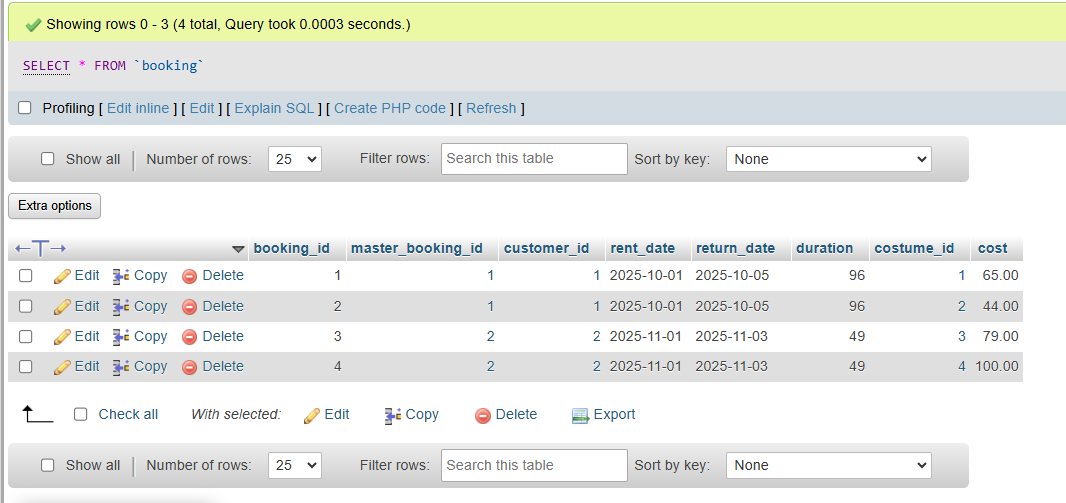 Showing rows 0 - 3 (4 total, Query took 0.0003 seconds.)
SELECT * FROM `booking`
Profiling [ Edit inline ] [ Edit ] [ Explain SQL ] [ Create PHP code ] [ Refresh ]
Show all | Number of rows: 25 Filter rows: Search this table Sort by key: None
Extra options
←T→ booking_id master_booking_id customer_id rent_date return_date duration costume_id cost
Edit Copy Delete 1 1 1 2025-10-01 2025-10-05 96 1 65.00
Edit Copy Delete 2 1 1 2025-10-01 2025-10-05 96 2 44.00
Edit Copy Delete 3 2 2 2025-11-01 2025-11-03 49 3 79.00
Edit Copy Delete 4 2 2 2025-11-01 2025-11-03 49 4 100.00
Check all With selected: Edit Copy Delete Export
Show all | Number of rows: 25 Filter rows: Search this table Sort by key: None